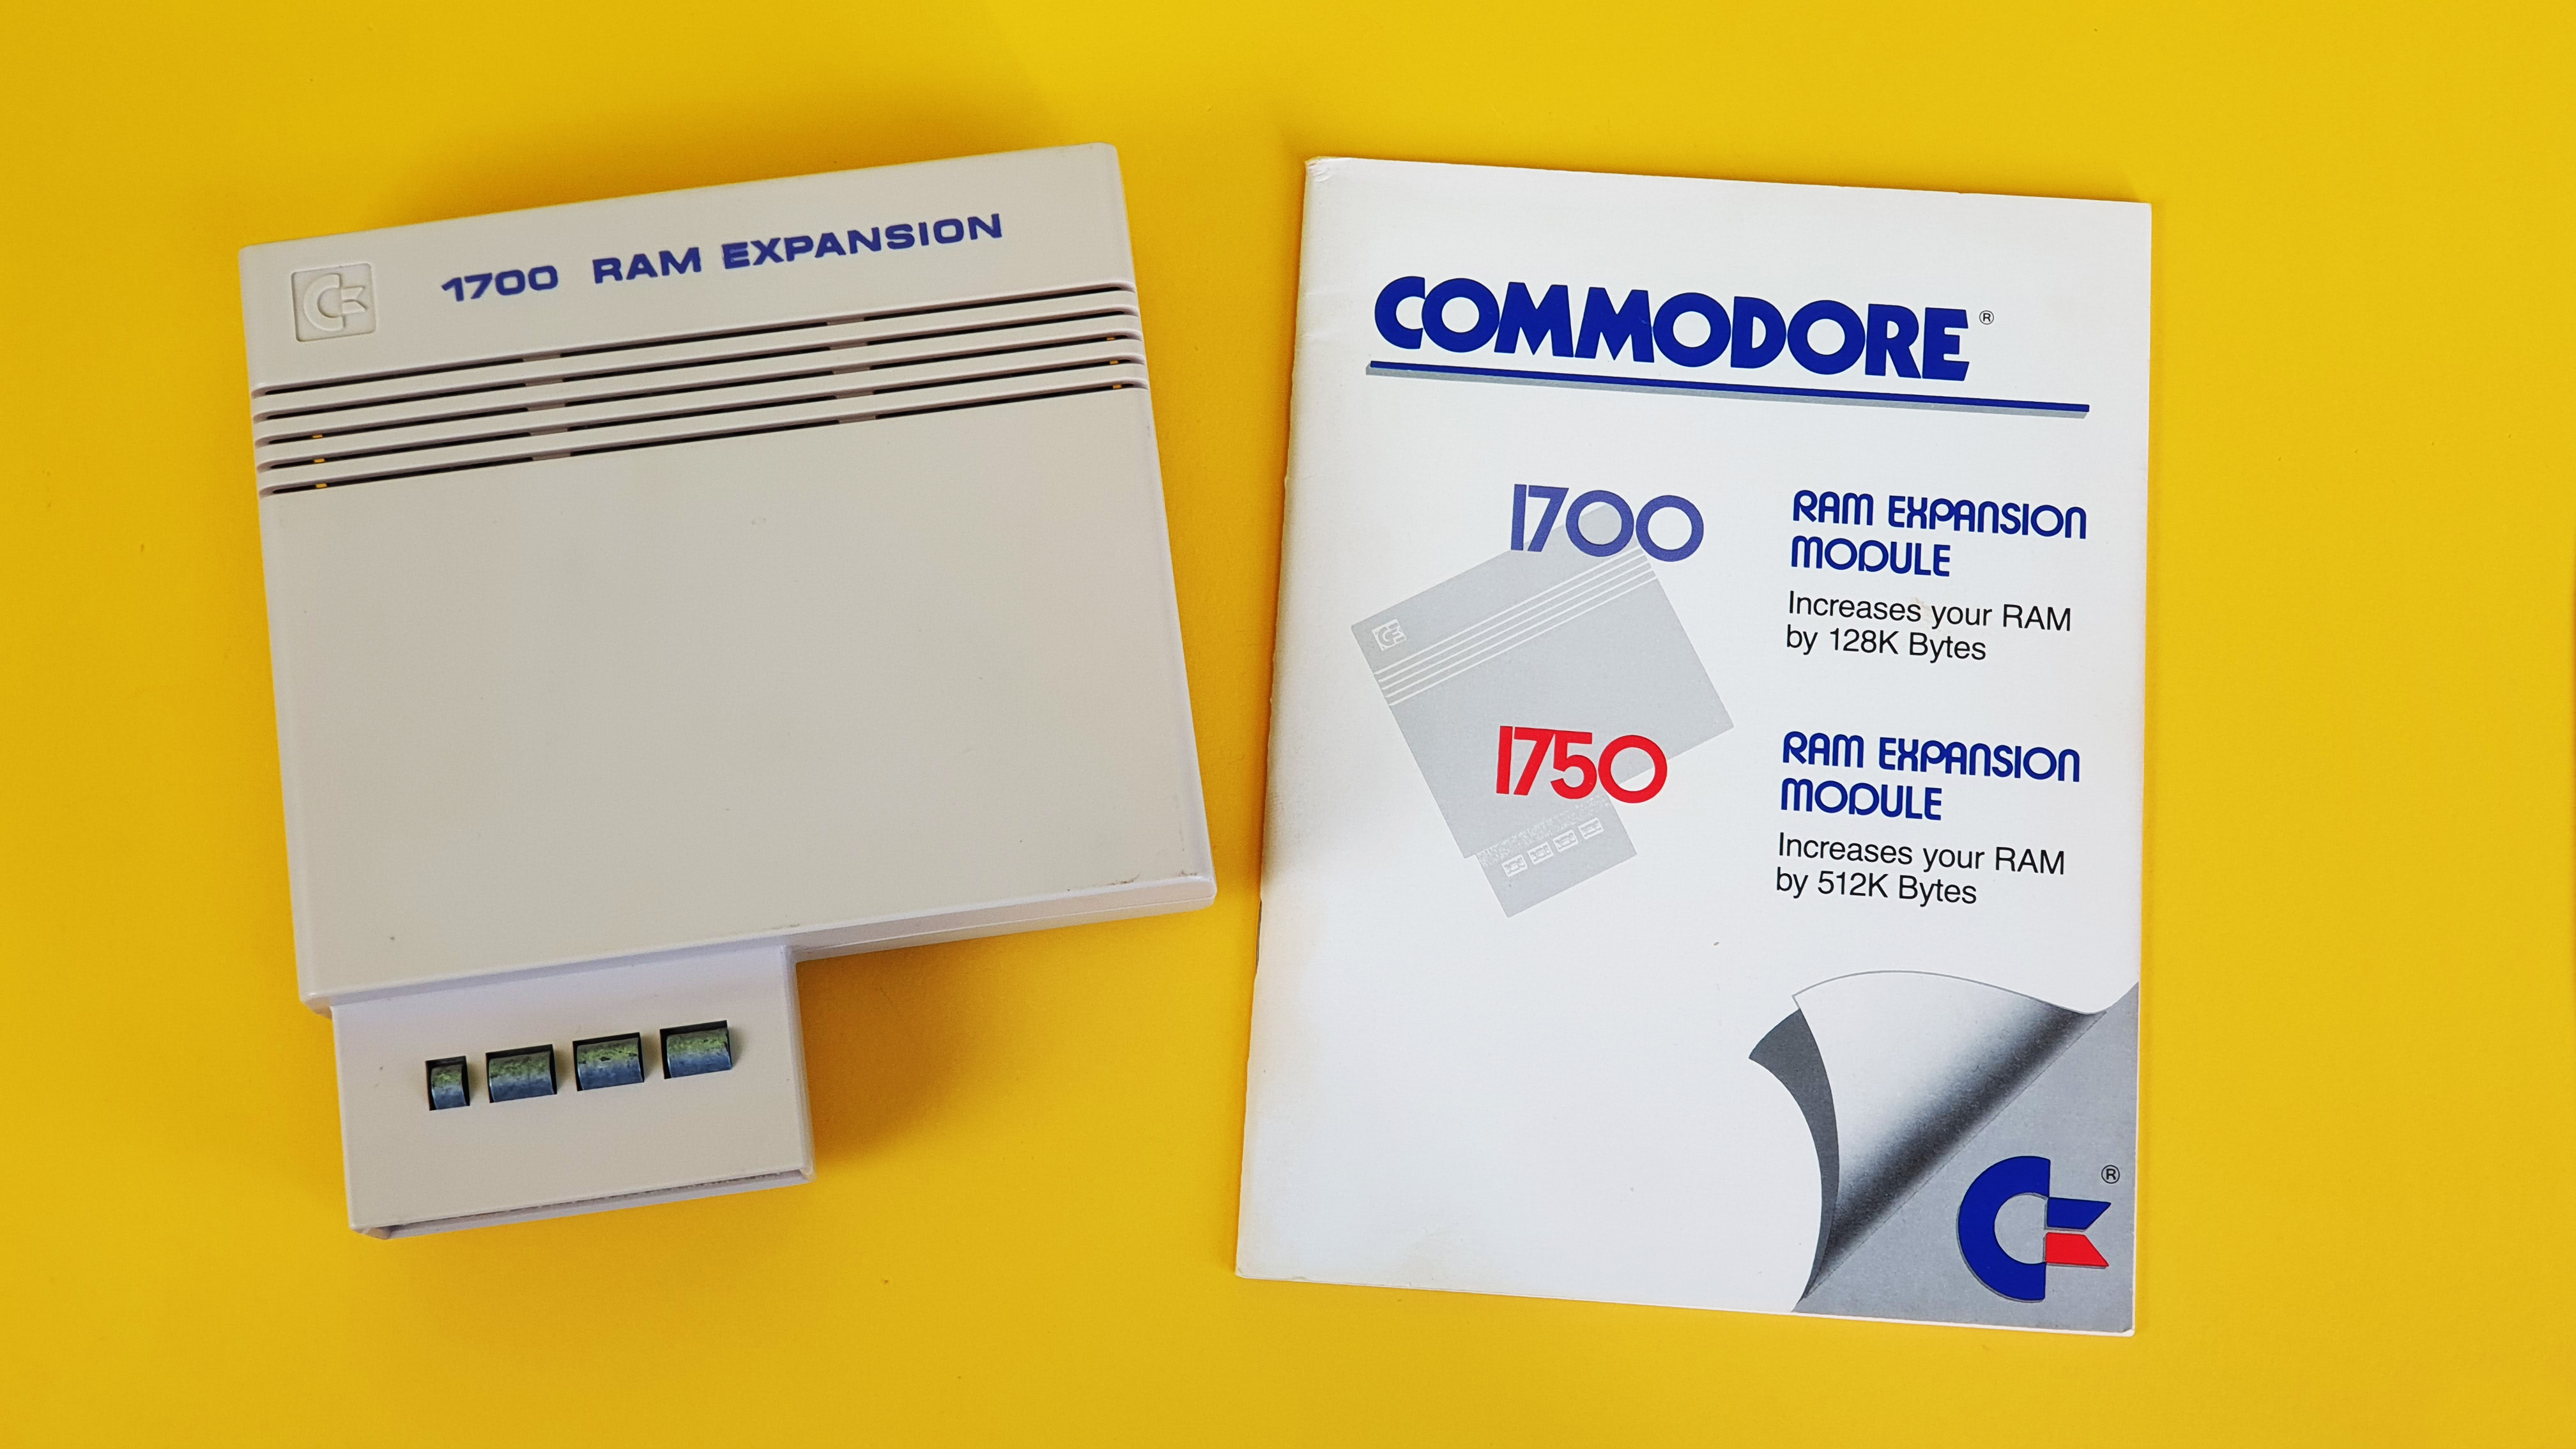 1700 RAM EXPANSION
COMMODORE®
1700
RAM EXPANSION
MODULE
Increases your RAM
by 128K Bytes
1750
RAM EXPANSION
MODULE
Increases your RAM
by 512K Bytes
®